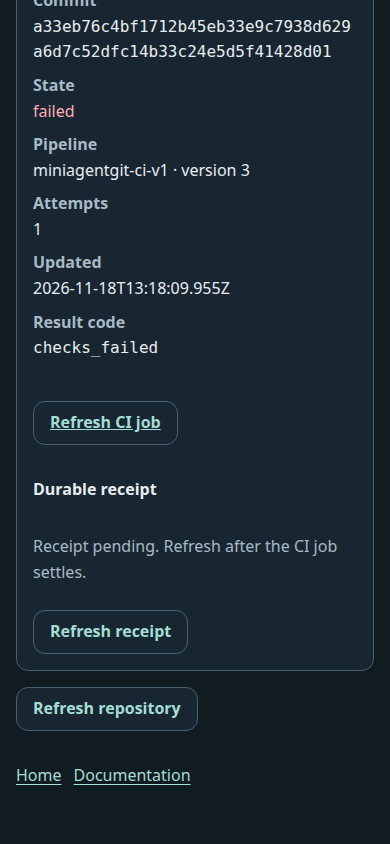 Commit
a33eb76c4bf1712b45eb33e9c7938d629
a6d7c52dfc14b33c24e5d5f41428d01
State
failed
Pipeline
miniagentgit-ci-v1 · version 3
Attempts
1
Updated
2026-11-18T13:18:09.955Z
Result code
checks_failed
Refresh CI job
Durable receipt
Receipt pending. Refresh after the CI job
settles.
Refresh receipt
Refresh repository
Home Documentation